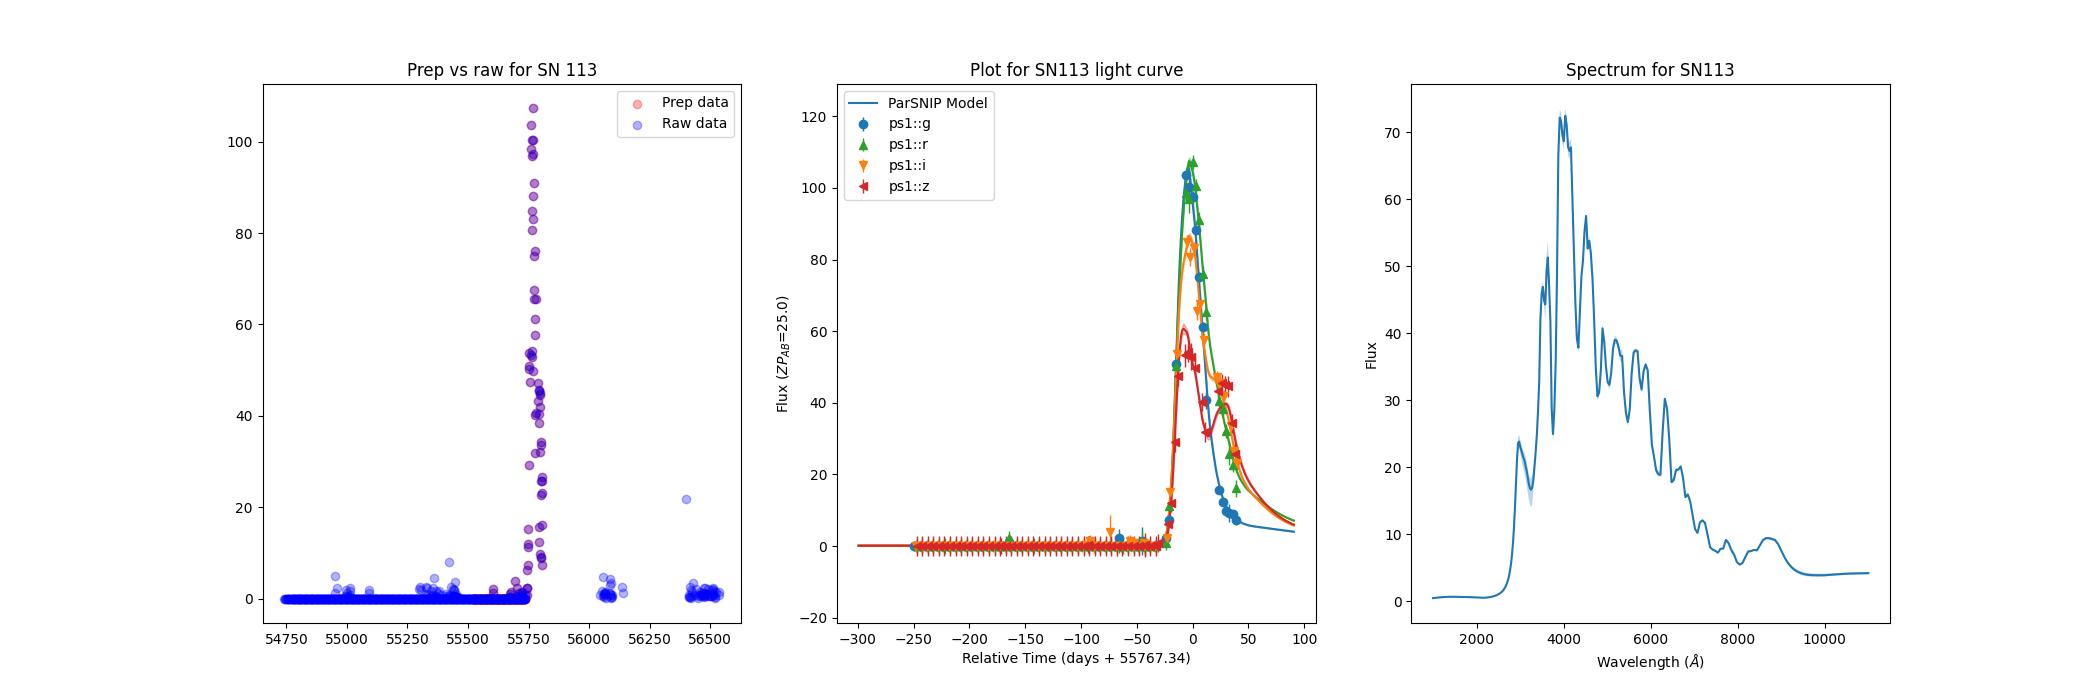 Prep vs raw for SN 113
Prep data
Raw data
100
80
60
40
20
0
54750 55000 55250 55500 55750 56000 56250 56500
Plot for SN113 light curve
ParSNIP Model
ps1::g
ps1::r
ps1::i
ps1::z
Flux (ZP_AB=25.0)
120
100
80
60
40
20
0
−20
−300 −250 −200 −150 −100 −50 0 50 100
Relative Time (days + 55767.34)
Spectrum for SN113
Flux
70
60
50
40
30
20
10
0
2000 4000 6000 8000 10000
Wavelength (Å)